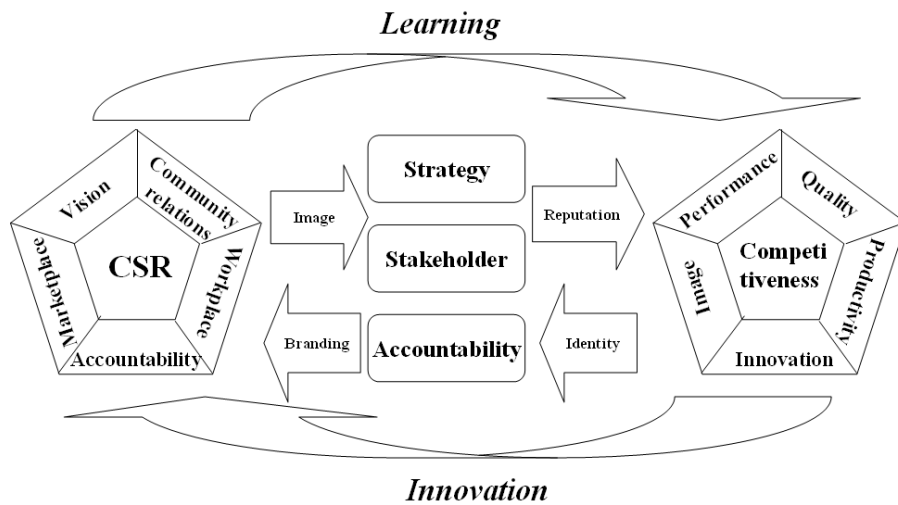 Learning
Vision
Community
relations
Marketplace
CSR
Workplace
Accountability
Image
Strategy
Stakeholder
Accountability
Branding
Reputation
Identity
Performance
Quality
Image
Competi
tiveness
Productivity
Innovation
Innovation